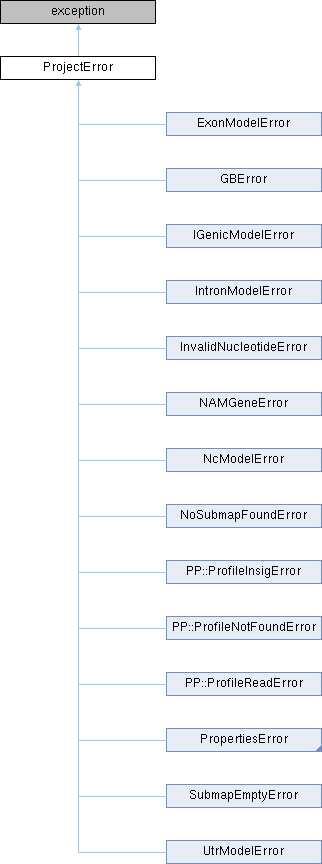 exception
ProjectError
ExonModelError
GBError
IGenicModelError
IntronModelError
InvalidNucleotideError
NAMGeneError
NcModelError
NoSubmapFoundError
PP::ProfileInsigError
PP::ProfileNotFoundError
PP::ProfileReadError
PropertiesError
SubmapEmptyError
UtrModelError